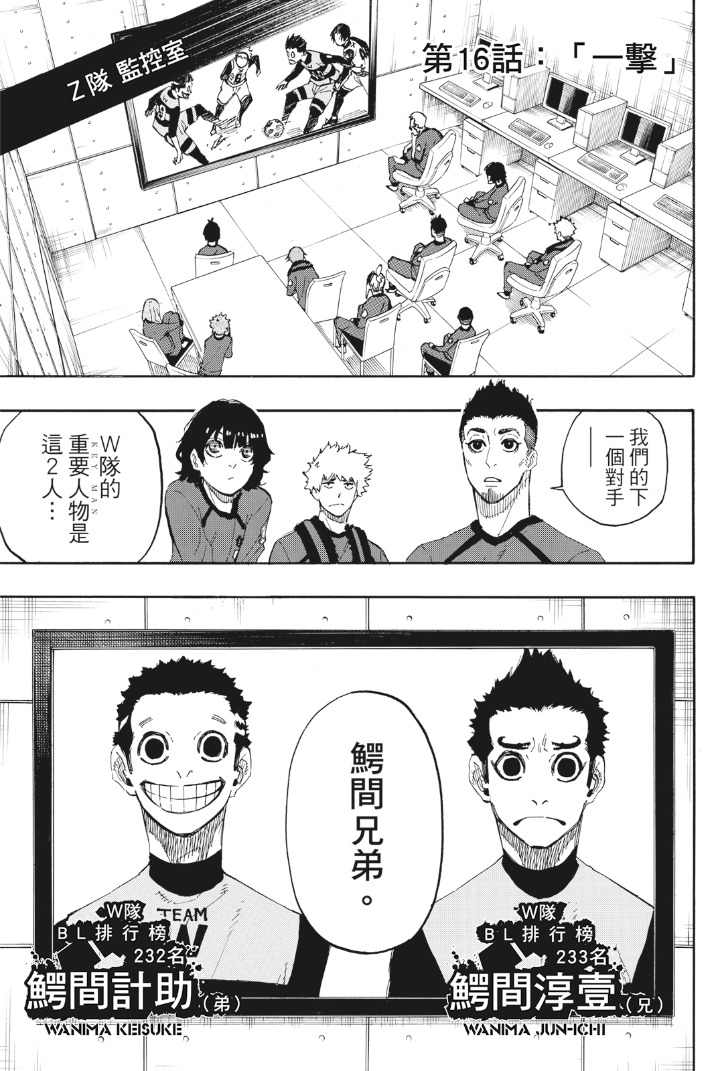 第16話：「一擊」
Z隊 監控室
我們的下
一個對手
——
W隊的
重要人物是
KEY MAN
這2人…
鰐間兄弟。
W隊
BL排行榜
233名
鰐間淳壹（兄）
WANIMA JUN-ICHI
TEAM
W
W隊
BL排行榜
232名
鰐間計助（弟）
WANIMA KEISUKE